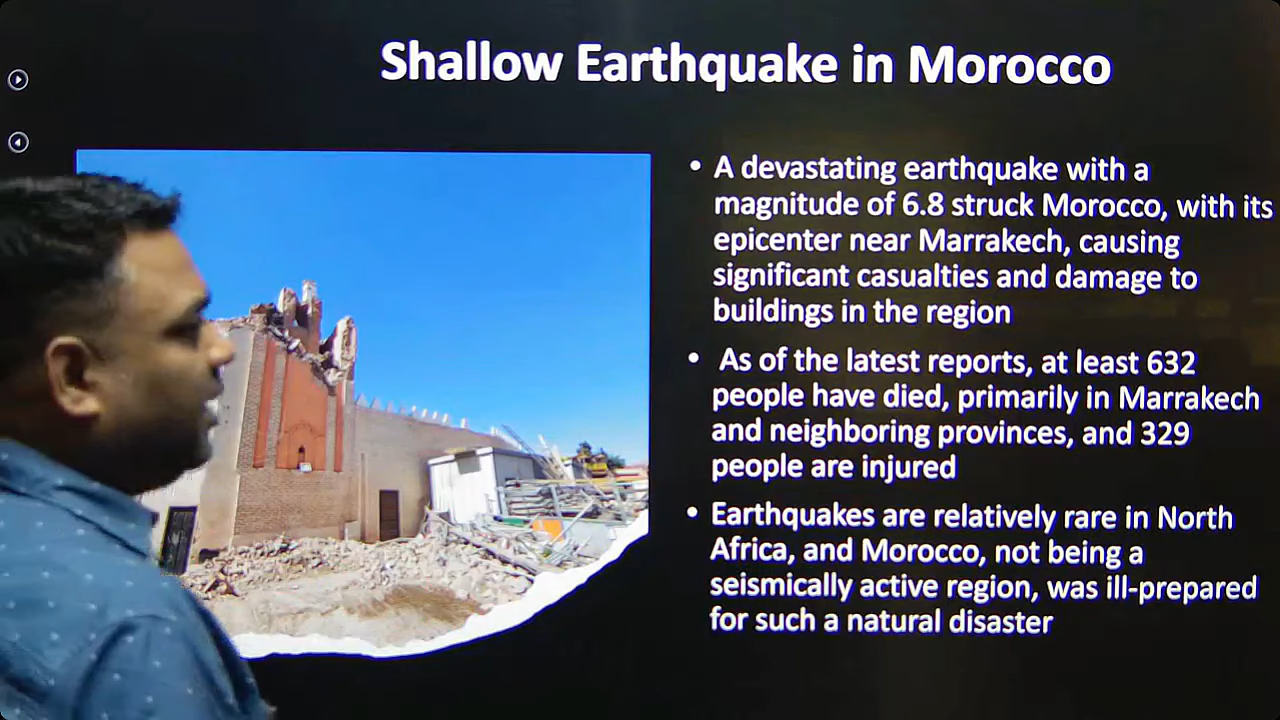 Shallow Earthquake in Morocco
• A devastating earthquake with a
magnitude of 6.8 struck Morocco, with its
epicenter near Marrakech, causing
significant casualties and damage to
buildings in the region
• As of the latest reports, at least 632
people have died, primarily in Marrakech
and neighboring provinces, and 329
people are injured
• Earthquakes are relatively rare in North
Africa, and Morocco, not being a
seismically active region, was ill-prepared
for such a natural disaster